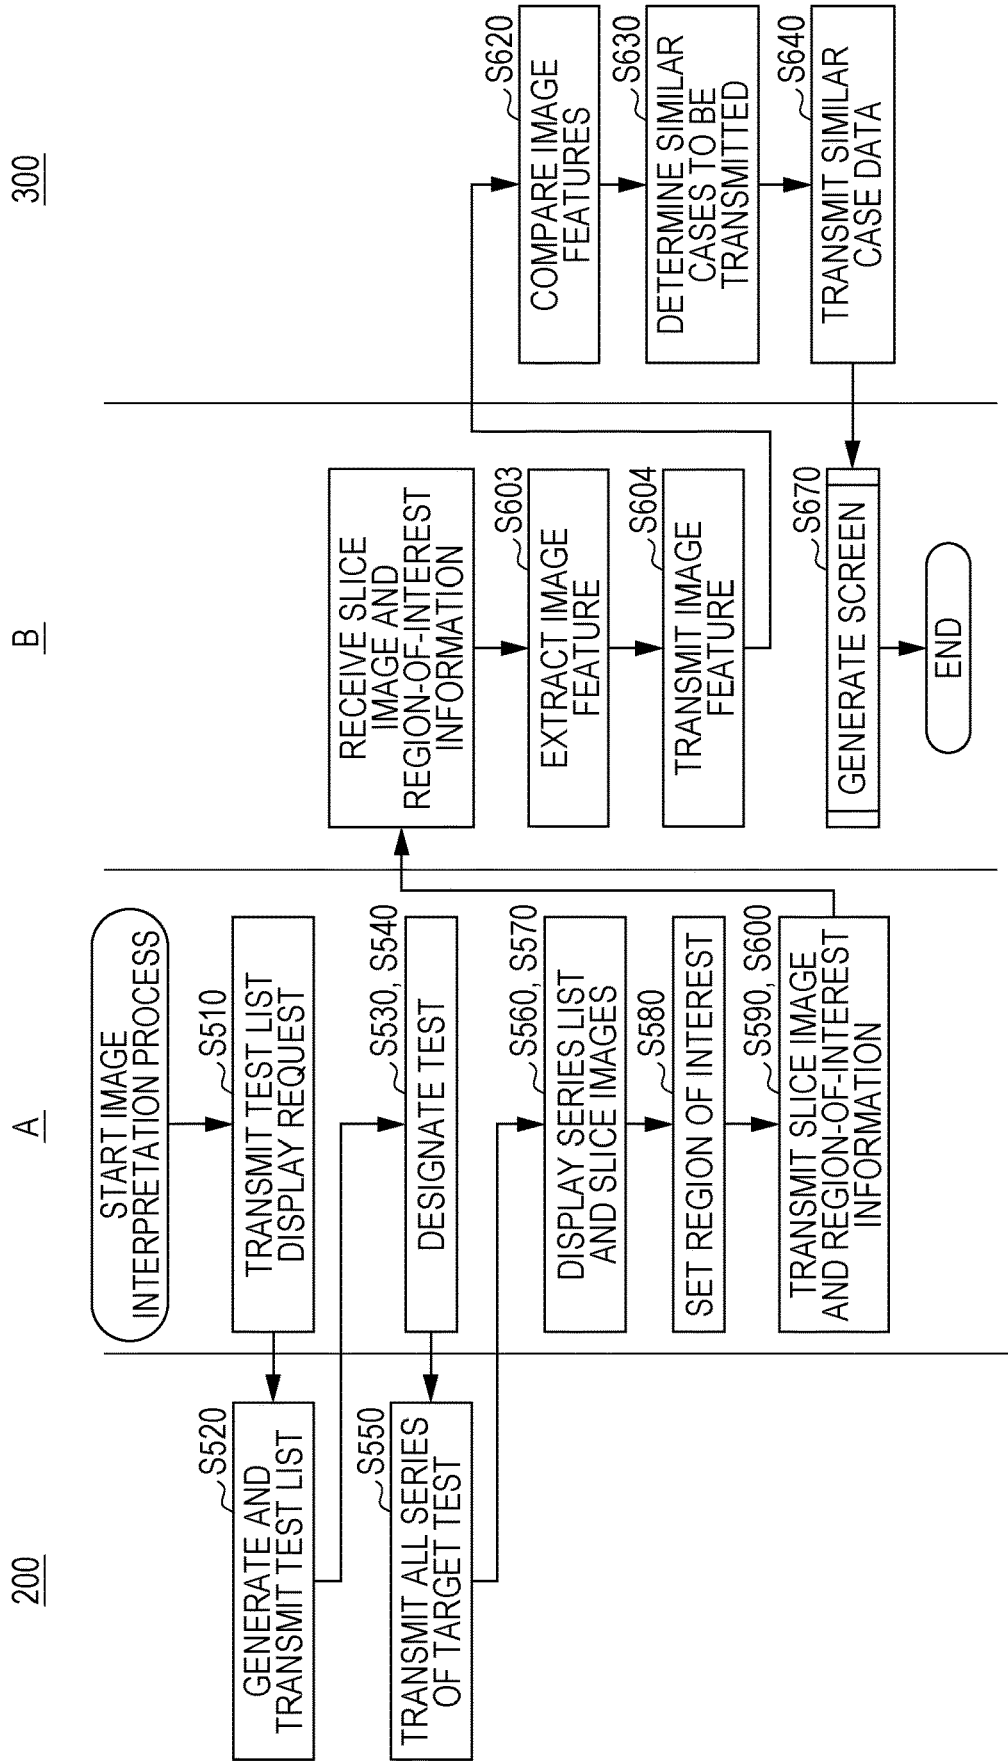 200
A
B
300
START IMAGE
INTERPRETATION PROCESS
S510
TRANSMIT TEST LIST
DISPLAY REQUEST
S520
GENERATE AND
TRANSMIT TEST LIST
S530, S540
DESIGNATE TEST
S550
TRANSMIT ALL SERIES
OF TARGET TEST
S560, S570
DISPLAY SERIES LIST
AND SLICE IMAGES
S580
SET REGION OF INTEREST
S590, S600
TRANSMIT SLICE IMAGE
AND REGION-OF-INTEREST
INFORMATION
RECEIVE SLICE
IMAGE AND
REGION-OF-INTEREST
INFORMATION
S603
EXTRACT IMAGE
FEATURE
S604
TRANSMIT IMAGE
FEATURE
S620
COMPARE IMAGE
FEATURES
S630
DETERMINE SIMILAR
CASES TO BE
TRANSMITTED
S640
TRANSMIT SIMILAR
CASE DATA
S670
GENERATE SCREEN
END